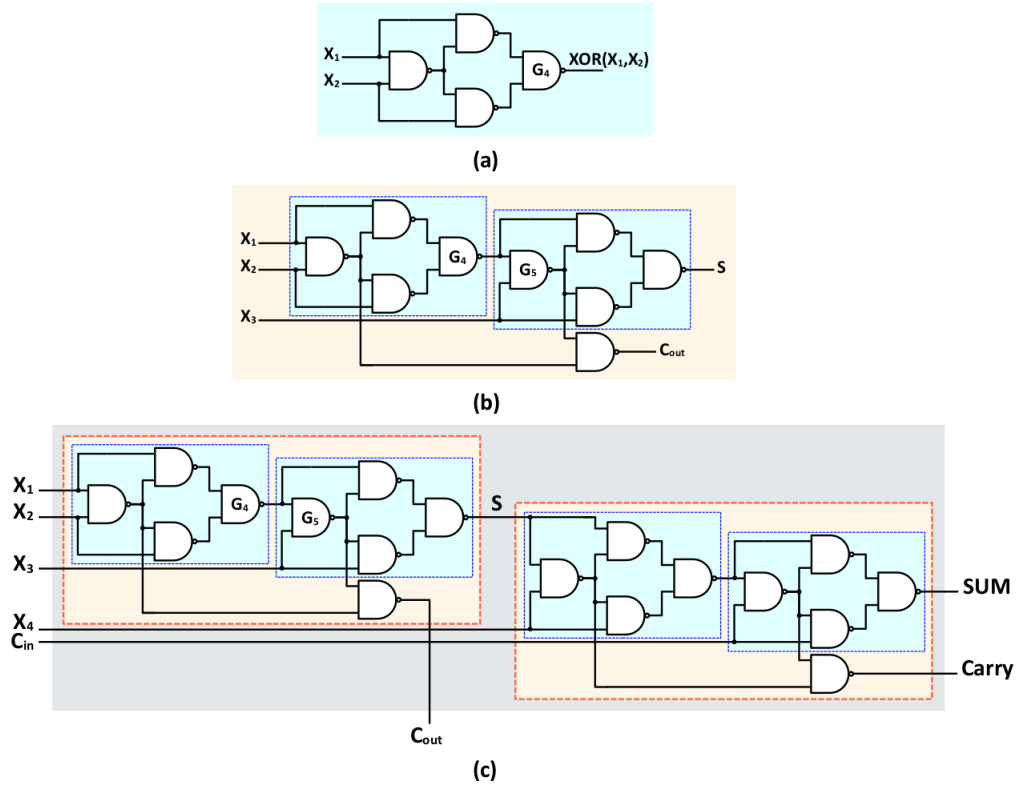 X₁
X₂
G₄
XOR(X₁,X₂)
(a)
X₁
X₂
X₃
G₄
G₅
S
Cout
(b)
X₁
X₂
X₃
X₄
Cin
G₄
G₅
S
SUM
Carry
Cout
(c)